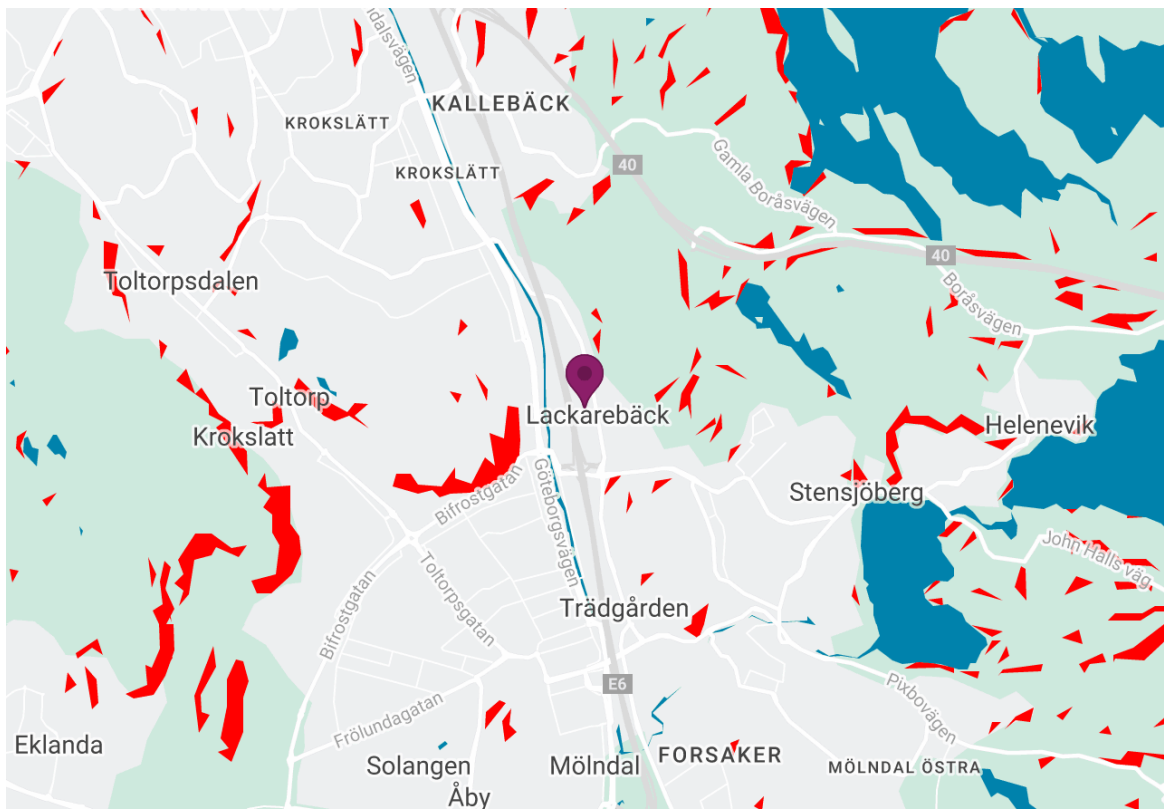 dalsvägen
KALLEBÄCK
KROKSLÄTT
KROKSLÄTT
40
Gamla Boråsvägen
40
Toltorpsdalen
Boråsvägen
Toltorp
Lackarebäck
Krokslatt
Helenevik
Bifrostgatan
Göteborgsvägen
Stensjöberg
John Halls väg
Bifrostgatan
Toltorpsgatan
Trädgården
E6
Pixbovägen
Frölundagatan
Eklanda
Solangen
Mölndal
FORSAKER
MÖLNDAL ÖSTRA
Åby